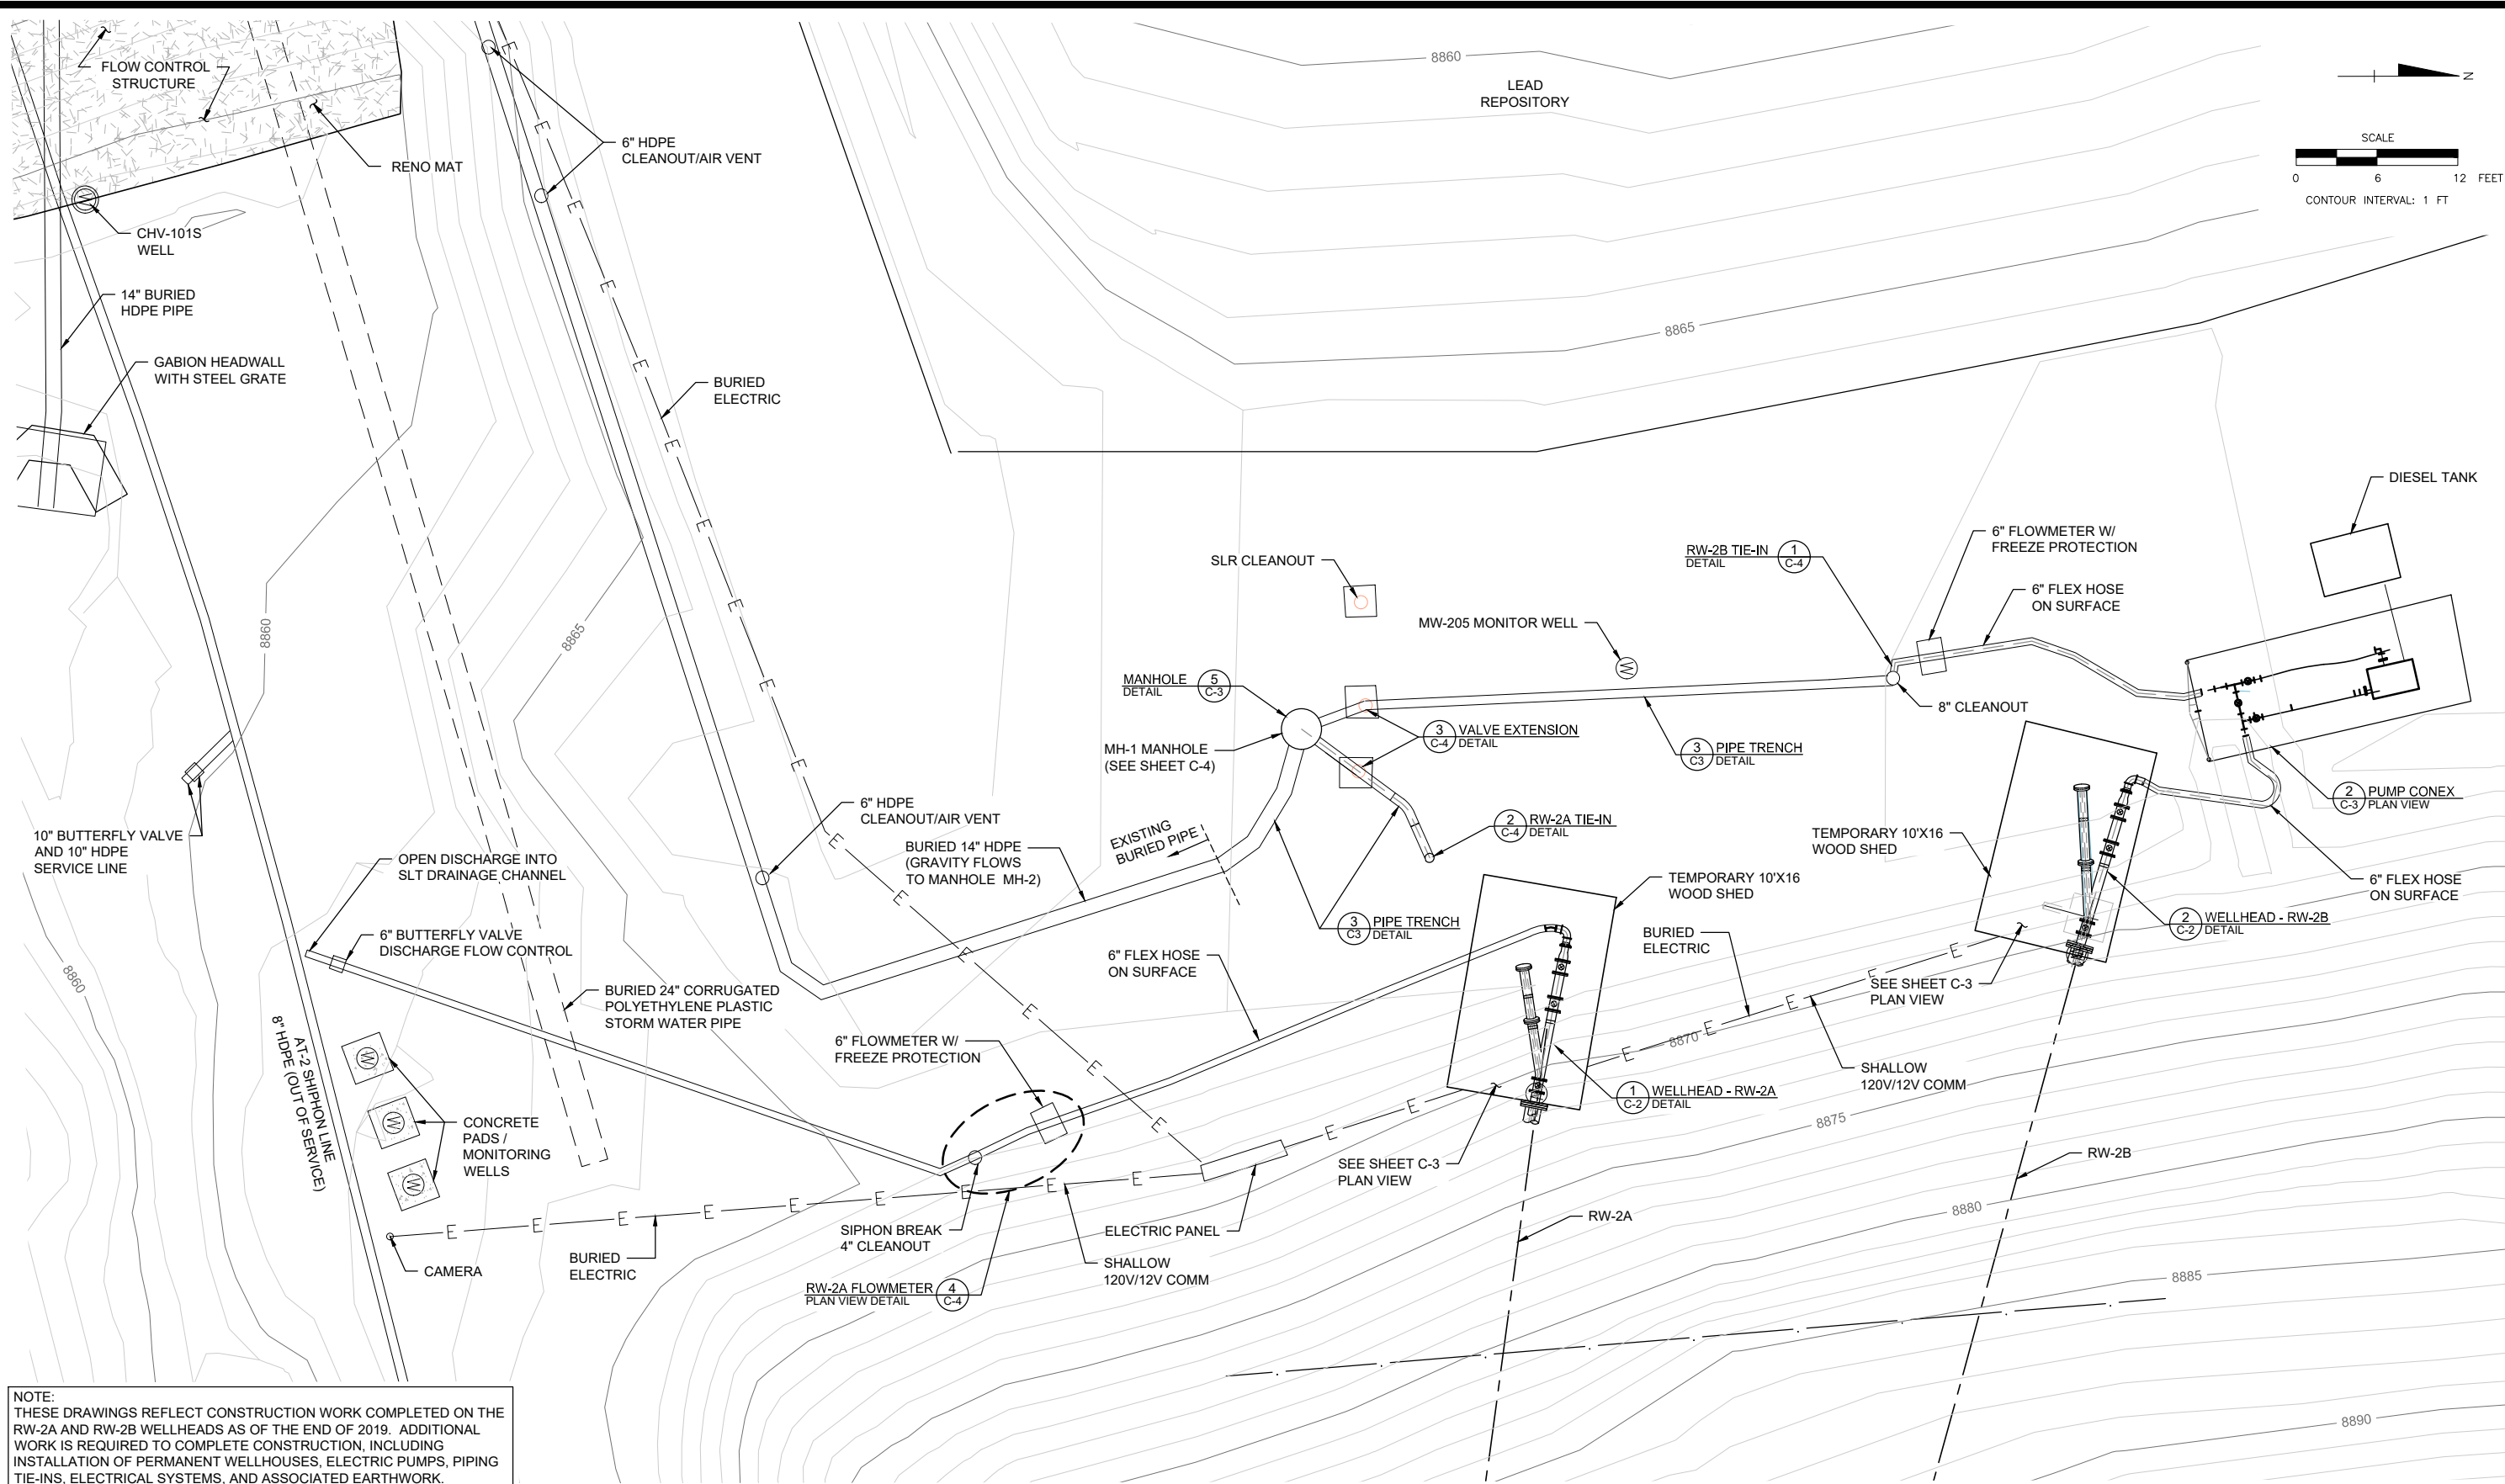 FLOW CONTROL
STRUCTURE
RENO MAT
CHV-101S
WELL
14" BURIED
HDPE PIPE
GABION HEADWALL
WITH STEEL GRATE
6" HDPE
CLEANOUT/AIR VENT
BURIED
ELECTRIC
8860
LEAD
REPOSITORY
N
SCALE
0 6 12 FEET
CONTOUR INTERVAL: 1 FT
8865
DIESEL TANK
6" FLOWMETER W/
FREEZE PROTECTION
RW-2B TIE-IN 1
DETAIL C-4
6" FLEX HOSE
ON SURFACE
SLR CLEANOUT
MW-205 MONITOR WELL
W
8860
8865
MANHOLE 5
DETAIL C-3
8" CLEANOUT
3 VALVE EXTENSION
C-4 DETAIL
MH-1 MANHOLE
(SEE SHEET C-4)
3 PIPE TRENCH
C3 DETAIL
2 PUMP CONEX
C-3 PLAN VIEW
10" BUTTERFLY VALVE
AND 10" HDPE
SERVICE LINE
6" HDPE
CLEANOUT/AIR VENT
EXISTING
BURIED PIPE
2 RW-2A TIE-IN
C-4 DETAIL
TEMPORARY 10'X16
WOOD SHED
OPEN DISCHARGE INTO
SLT DRAINAGE CHANNEL
BURIED 14" HDPE
(GRAVITY FLOWS
TO MANHOLE MH-2)
TEMPORARY 10'X16
WOOD SHED
6" FLEX HOSE
ON SURFACE
3 PIPE TRENCH
C3 DETAIL
2 WELLHEAD - RW-2B
C-2 DETAIL
6" BUTTERFLY VALVE
DISCHARGE FLOW CONTROL
BURIED
ELECTRIC
6" FLEX HOSE
ON SURFACE
SEE SHEET C-3
PLAN VIEW
8860
BURIED 24" CORRUGATED
POLYETHYLENE PLASTIC
STORM WATER PIPE
6" FLOWMETER W/
FREEZE PROTECTION
8870
SHALLOW
120V/12V COMM
AT-2 SHIPHON LINE
8" HDPE (OUT OF SERVICE)
W
W
W
CONCRETE
PADS /
MONITORING
WELLS
1 WELLHEAD - RW-2A
C-2 DETAIL
8875
SEE SHEET C-3
PLAN VIEW
RW-2B
8880
RW-2A
SIPHON BREAK
4" CLEANOUT
ELECTRIC PANEL
BURIED
ELECTRIC
CAMERA
SHALLOW
120V/12V COMM
RW-2A FLOWMETER 4
PLAN VIEW DETAIL C-4
8885
8890
E E E E E E E E E E E E E E E E E E E E E E E E E E E E E E E E E E
NOTE:
THESE DRAWINGS REFLECT CONSTRUCTION WORK COMPLETED ON THE
RW-2A AND RW-2B WELLHEADS AS OF THE END OF 2019. ADDITIONAL
WORK IS REQUIRED TO COMPLETE CONSTRUCTION, INCLUDING
INSTALLATION OF PERMANENT WELLHOUSES, ELECTRIC PUMPS, PIPING
TIE-INS, ELECTRICAL SYSTEMS, AND ASSOCIATED EARTHWORK.